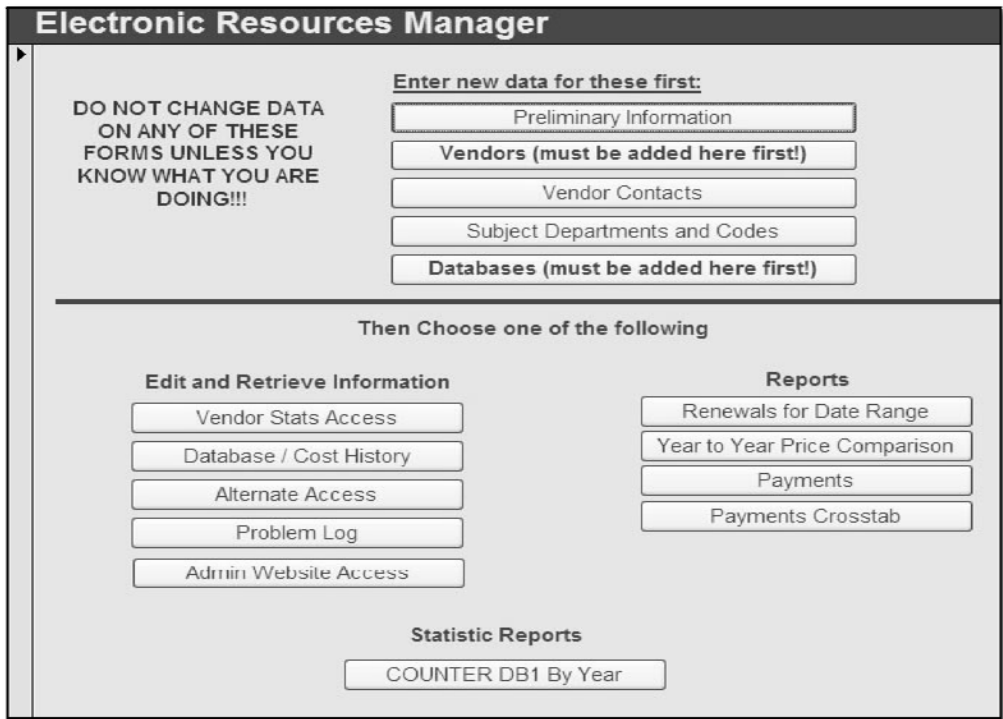 Electronic Resources Manager
DO NOT CHANGE DATA
ON ANY OF THESE
FORMS UNLESS YOU
KNOW WHAT YOU ARE
DOING!!!
Enter new data for these first:
Preliminary Information
Vendors (must be added here first!)
Vendor Contacts
Subject Departments and Codes
Databases (must be added here first!)
Then Choose one of the following
Edit and Retrieve Information
Vendor Stats Access
Database / Cost History
Alternate Access
Problem Log
Admin Website Access
Reports
Renewals for Date Range
Year to Year Price Comparison
Payments
Payments Crosstab
Statistic Reports
COUNTER DB1 By Year